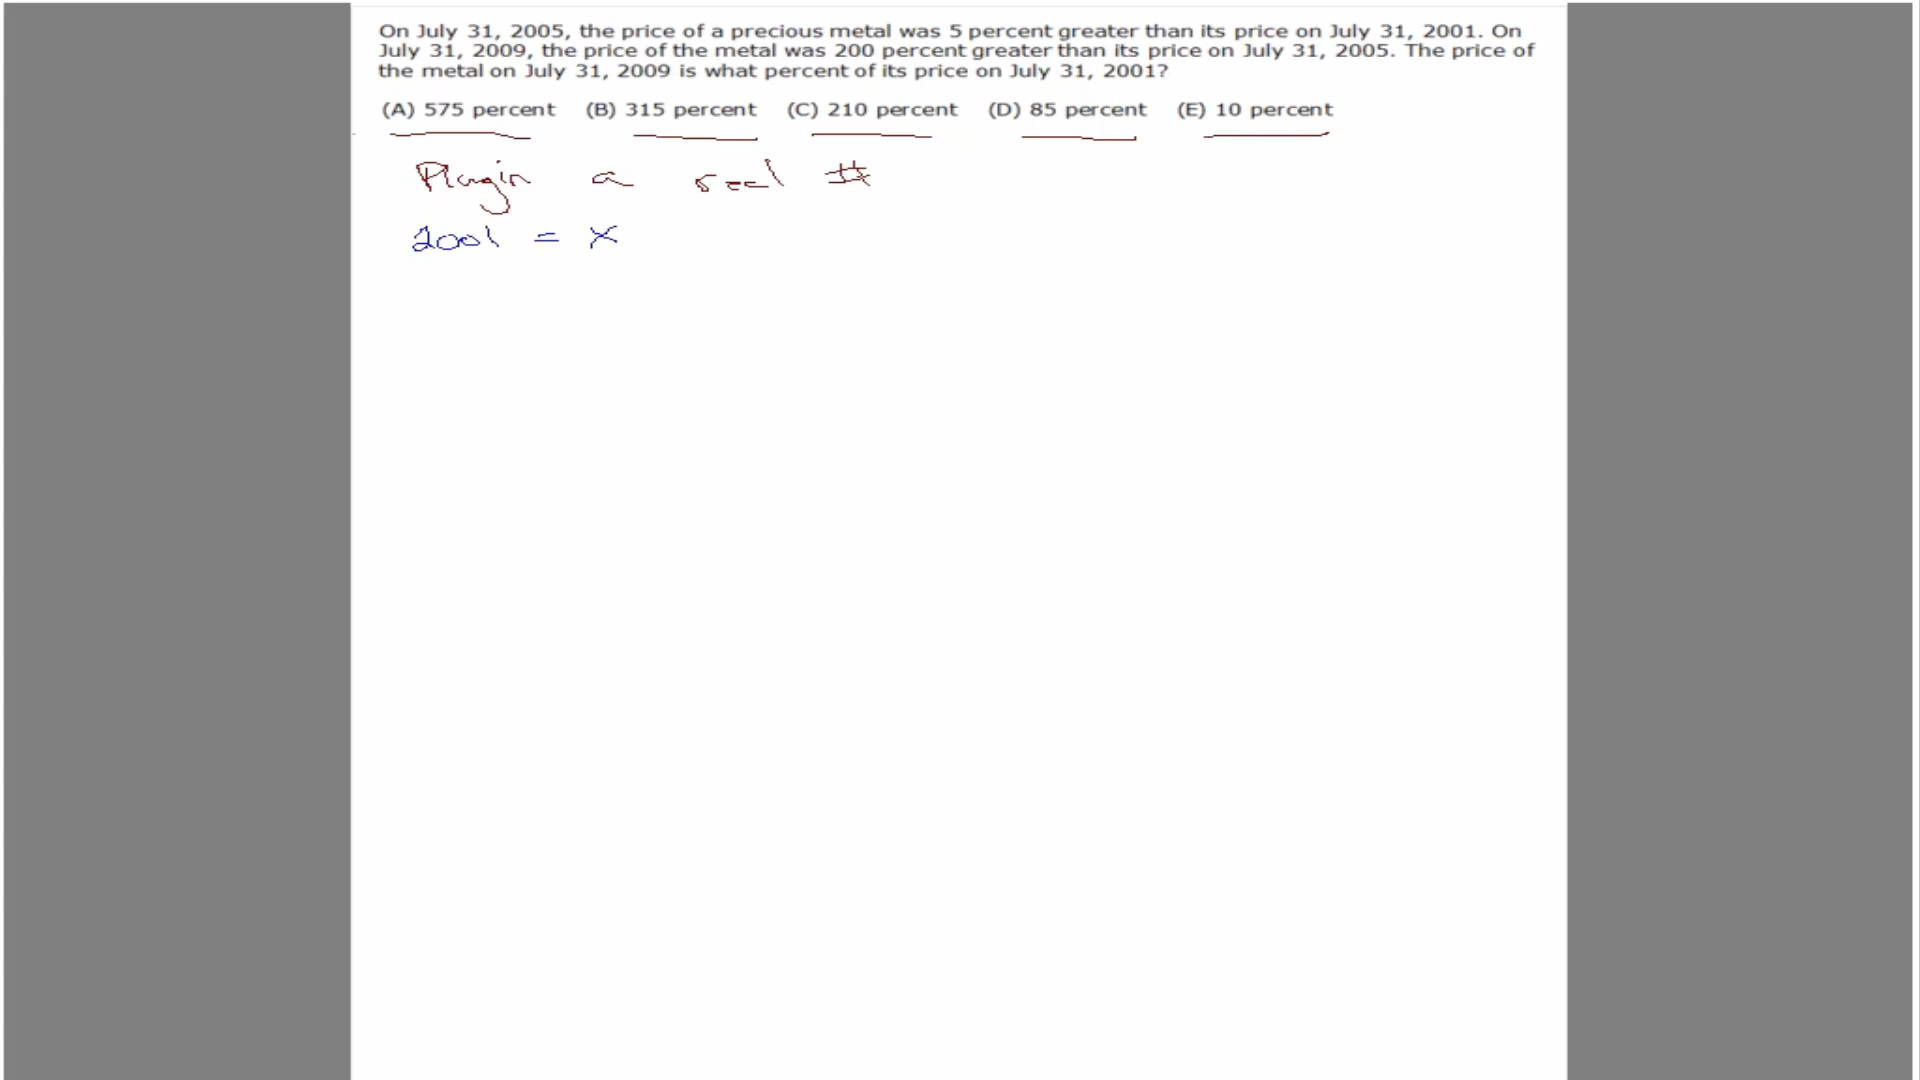 On July 31, 2005, the price of a precious metal was 5 percent greater than its price on July 31, 2001. On
July 31, 2009, the price of the metal was 200 percent greater than its price on July 31, 2005. The price of
the metal on July 31, 2009 is what percent of its price on July 31, 2001?
(A) 575 percent (B) 315 percent (C) 210 percent (D) 85 percent (E) 10 percent
Plugin a real #
2001 = x